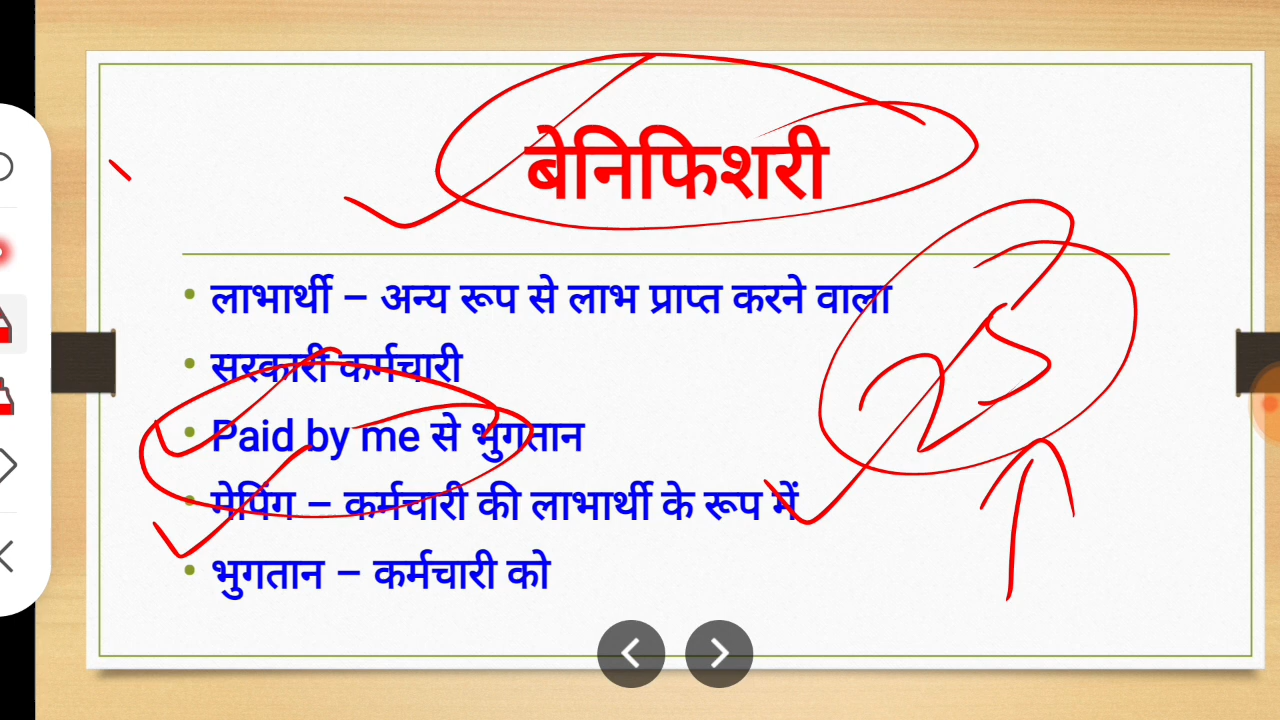 बेनिफिशरी
लाभार्थी – अन्य रूप से लाभ प्राप्त करने वाला
सरकारी कर्मचारी
Paid by me से भुगतान
मेपिंग – कर्मचारी की लाभार्थी के रूप में
भुगतान – कर्मचारी को